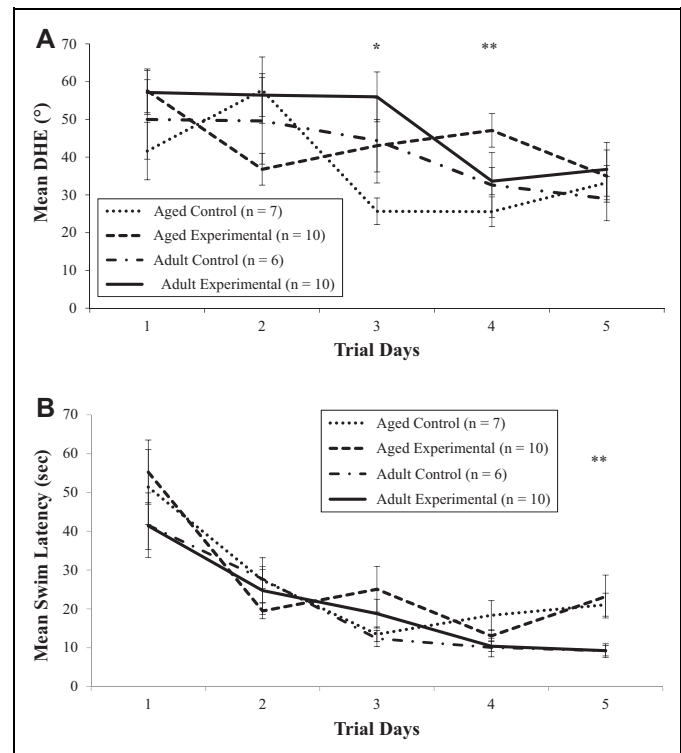 A
70
60
50
40
30
20
10
0
Mean DHE (°)
*
**
Aged Control (n = 7)
Aged Experimental (n = 10)
Adult Control (n = 6)
Adult Experimental (n = 10)
1 2 3 4 5
Trial Days
B
70
60
50
40
30
20
10
0
Mean Swim Latency (sec)
Aged Control (n = 7)
Aged Experimental (n = 10)
Adult Control (n = 6)
Adult Experimental (n = 10)
**
1 2 3 4 5
Trial Days